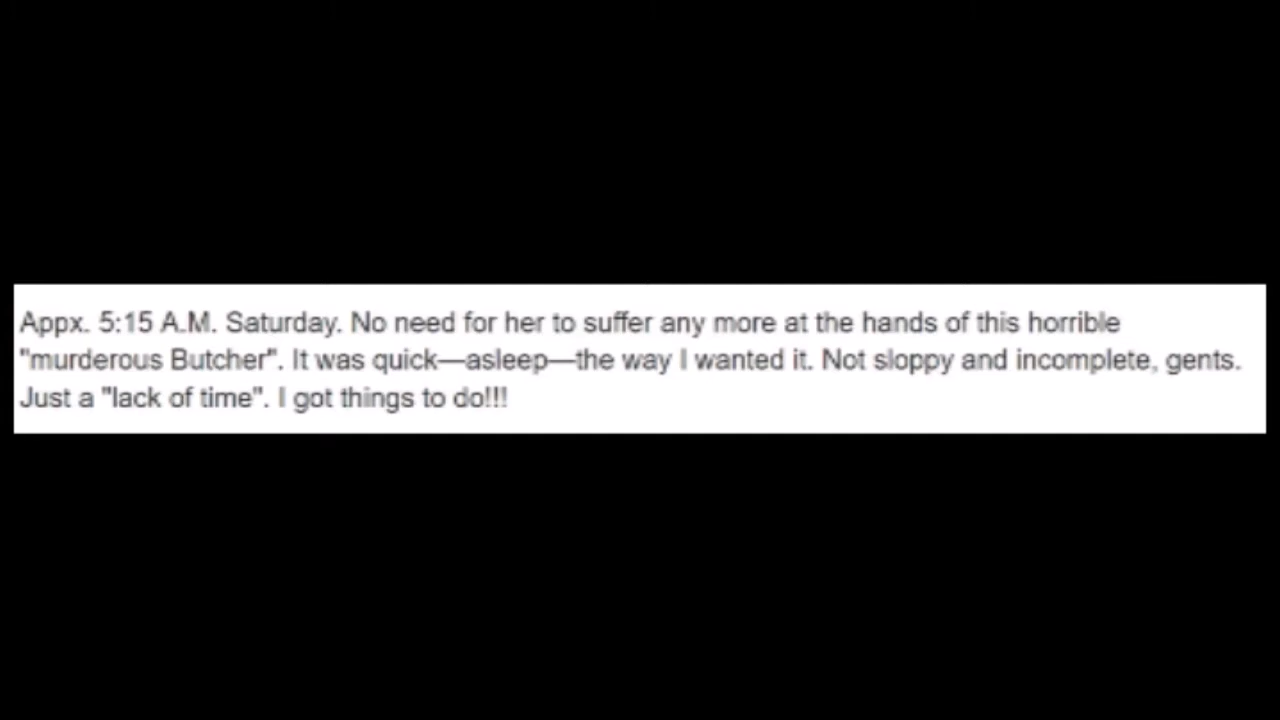 Appx. 5:15 A.M. Saturday. No need for her to suffer any more at the hands of this horrible
"murderous Butcher". It was quick—asleep—the way I wanted it. Not sloppy and incomplete, gents.
Just a "lack of time". I got things to do!!!